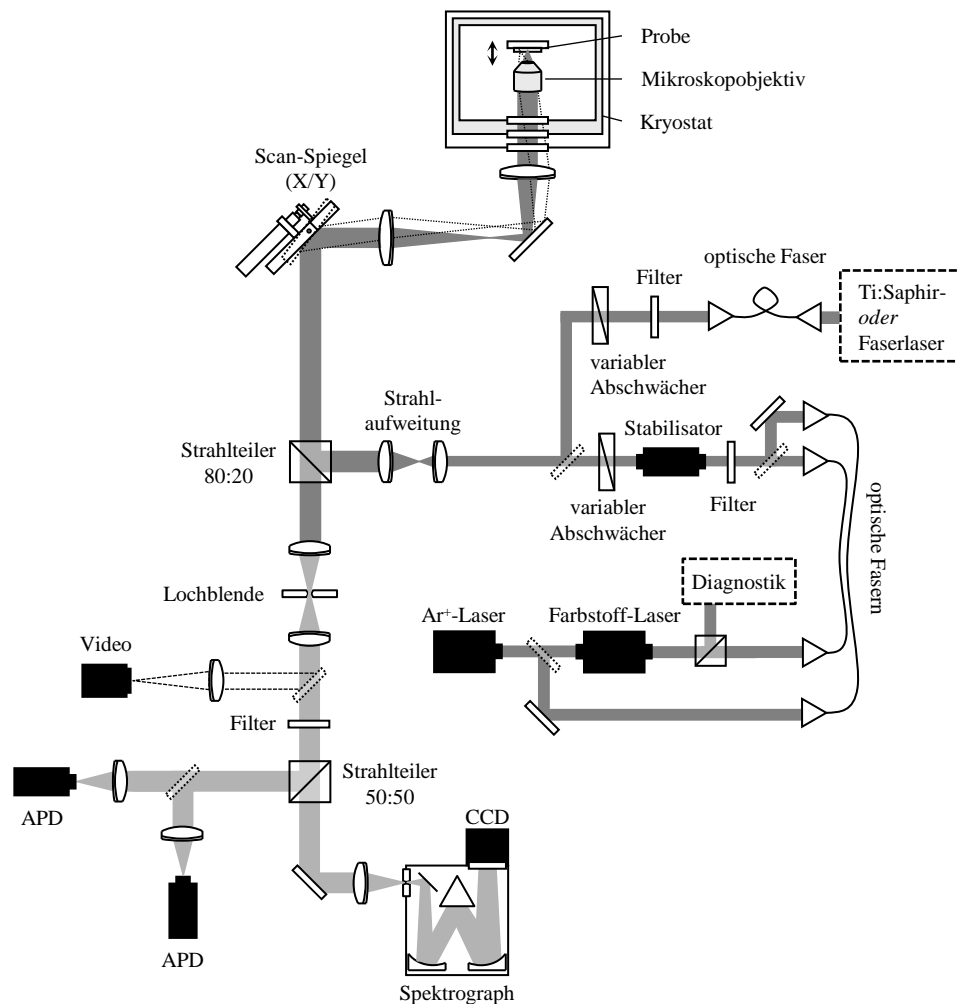 Probe
Mikroskopobjektiv
Kryostat
Scan-Spiegel
(X/Y)
optische Faser
Filter
Ti:Saphir-
oder
Faserlaser
variabler
Abschwächer
Strahl-
aufweitung
Stabilisator
Strahlteiler
80:20
variabler
Abschwächer
Filter
optische Fasern
Diagnostik
Lochblende
Ar⁺-Laser
Farbstoff-Laser
Video
Filter
Strahlteiler
50:50
APD
CCD
APD
Spektrograph